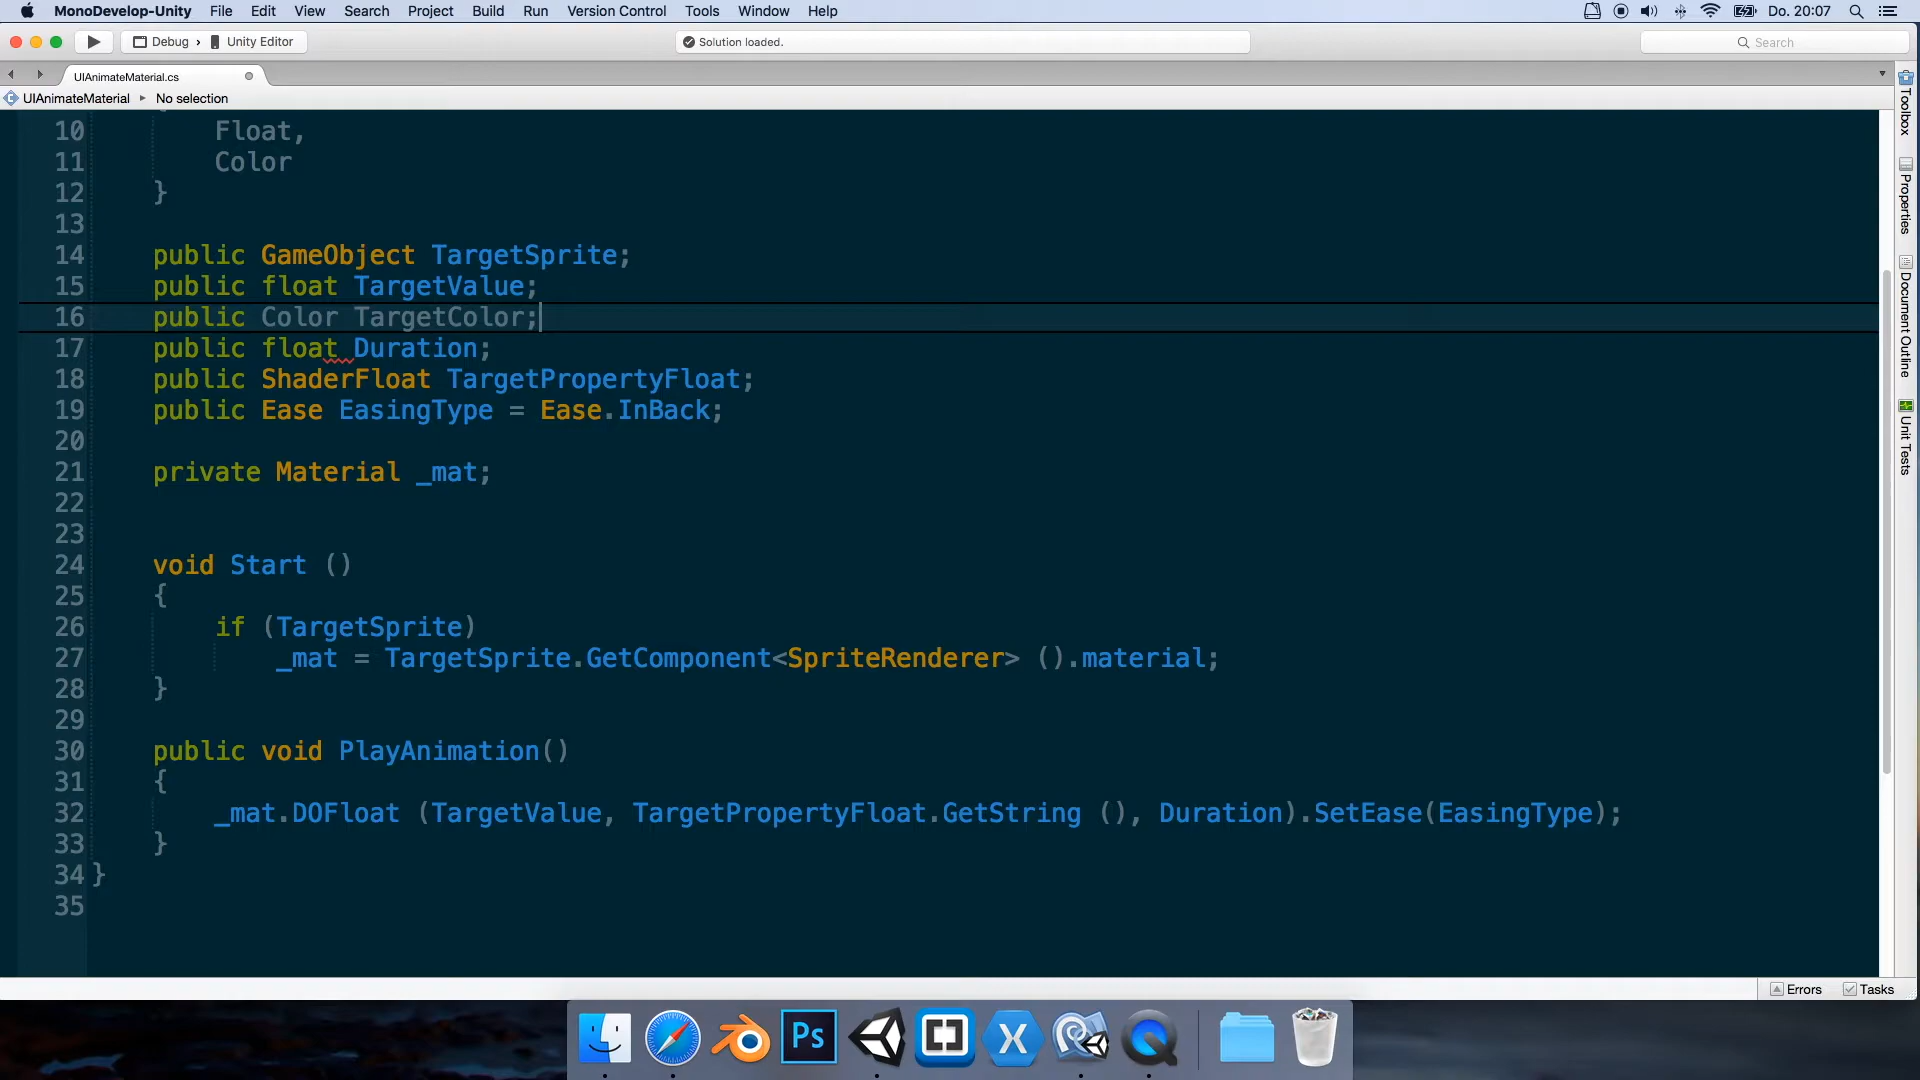 MonoDevelop-Unity File Edit View Search Project Build Run Version Control Tools Window Help Do. 20:07
Debug › Unity Editor Solution loaded. Search
UIAnimateMaterial.cs
UIAnimateMaterial ▸ No selection
10 Float,
11 Color
12 }
13
14 public GameObject TargetSprite;
15 public float TargetValue;
16 public Color TargetColor;
17 public float Duration;
18 public ShaderFloat TargetPropertyFloat;
19 public Ease EasingType = Ease.InBack;
20
21 private Material _mat;
22
23
24 void Start ()
25 {
26 if (TargetSprite)
27 _mat = TargetSprite.GetComponent<SpriteRenderer> ().material;
28 }
29
30 public void PlayAnimation()
31 {
32 _mat.DOFloat (TargetValue, TargetPropertyFloat.GetString (), Duration).SetEase(EasingType);
33 }
34 }
35
Toolbox
Properties
Document Outline
Unit Tests
Errors Tasks
Ps